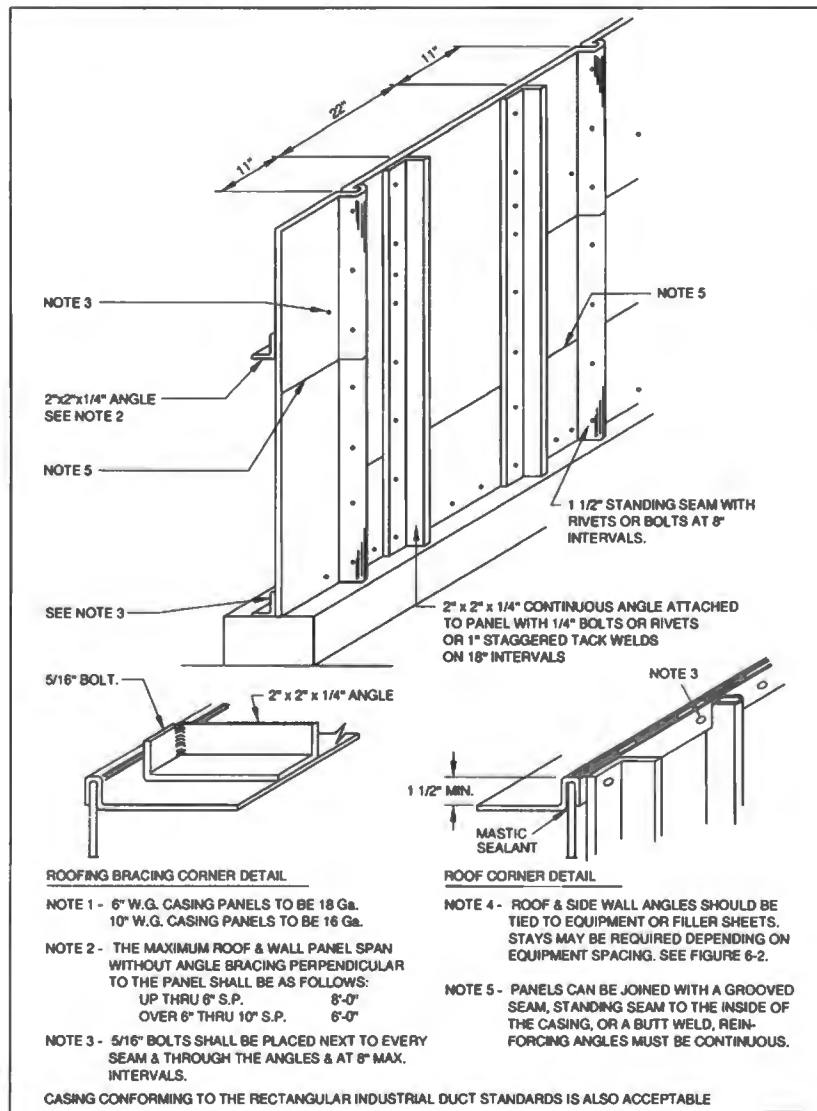 11"
22"
11"
NOTE 3
NOTE 5
2"x2"x1/4" ANGLE
SEE NOTE 2
NOTE 5
1 1/2" STANDING SEAM WITH
RIVETS OR BOLTS AT 8"
INTERVALS.
SEE NOTE 3
2" x 2" x 1/4" CONTINUOUS ANGLE ATTACHED
TO PANEL WITH 1/4" BOLTS OR RIVETS
OR 1" STAGGERED TACK WELDS
ON 18" INTERVALS
5/16" BOLT.
2" x 2" x 1/4" ANGLE
NOTE 3
1 1/2" MIN.
MASTIC
SEALANT
ROOFING BRACING CORNER DETAIL
NOTE 1 - 6" W.G. CASING PANELS TO BE 18 Ga.
10" W.G. CASING PANELS TO BE 16 Ga.
NOTE 2 - THE MAXIMUM ROOF & WALL PANEL SPAN
WITHOUT ANGLE BRACING PERPENDICULAR
TO THE PANEL SHALL BE AS FOLLOWS:
UP THRU 6" S.P. 8'-0"
OVER 6" THRU 10" S.P. 6'-0"
NOTE 3 - 5/16" BOLTS SHALL BE PLACED NEXT TO EVERY
SEAM & THROUGH THE ANGLES & AT 8" MAX.
INTERVALS.
ROOF CORNER DETAIL
NOTE 4 - ROOF & SIDE WALL ANGLES SHOULD BE
TIED TO EQUIPMENT OR FILLER SHEETS.
STAYS MAY BE REQUIRED DEPENDING ON
EQUIPMENT SPACING. SEE FIGURE 6-2.
NOTE 5 - PANELS CAN BE JOINED WITH A GROOVED
SEAM, STANDING SEAM TO THE INSIDE OF
THE CASING, OR A BUTT WELD, REIN-
FORCING ANGLES MUST BE CONTINUOUS.
CASING CONFORMING TO THE RECTANGULAR INDUSTRIAL DUCT STANDARDS IS ALSO ACCEPTABLE